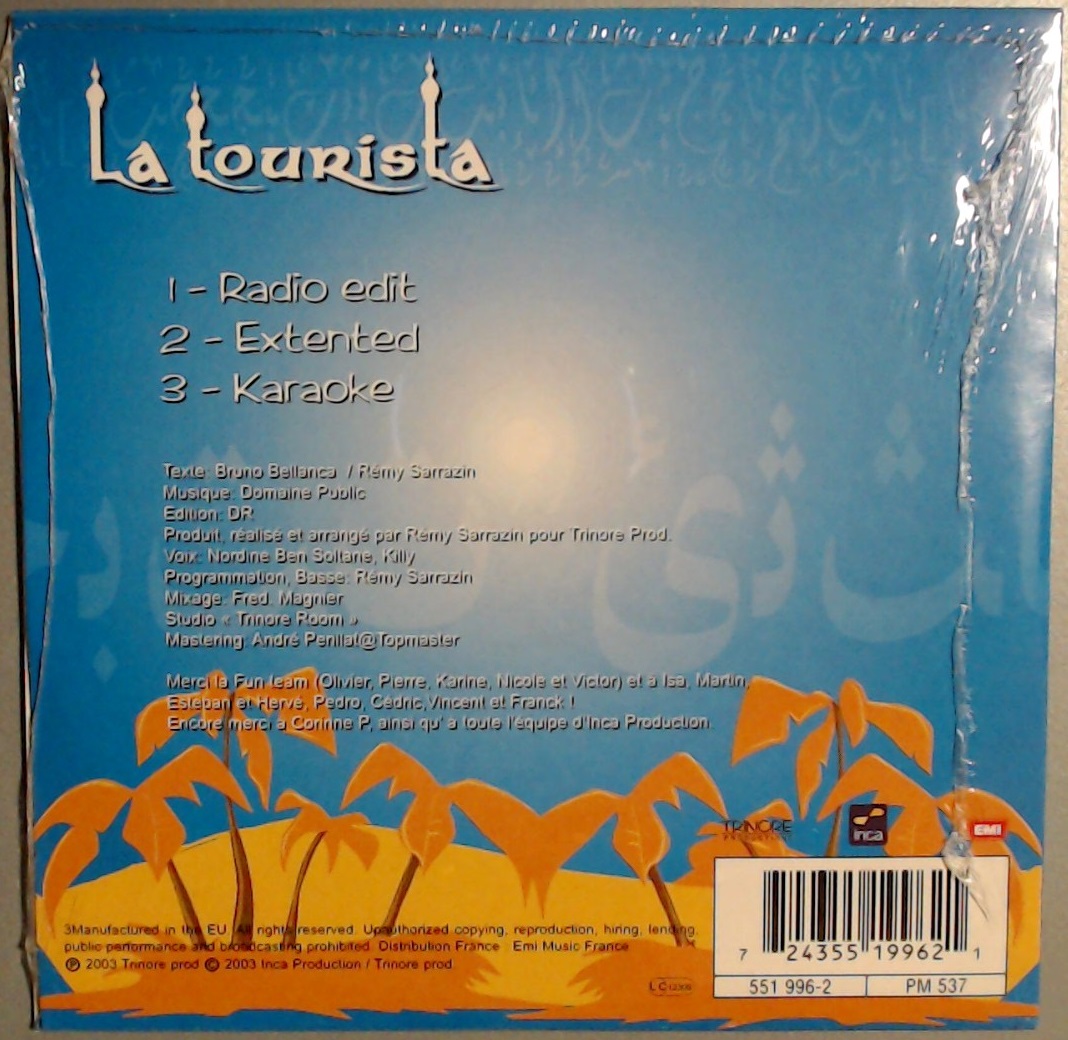 La tourista
1 - Radio edit
2 - Extented
3 - Karaoke
Texte: Bruno Bellanca / Rémy Sarrazin
Musique: Domaine Public
Edition: DR
Produit, réalisé et arrangé par Rémy Sarrazin pour Trinore Prod.
Voix: Nordine Ben Soltane, Killy
Programmation, Basse: Rémy Sarrazin
Mixage: Fred. Magnier
Studio « Trinore Room »
Mastering: André Perillat@Topmaster
Merci la Fun team (Olivier, Pierre, Karine, Nicole et Victor) et à Isa, Martin,
Esteban et Hervé, Pedro, Cédric,Vincent et Franck !
Encore merci à Corinne P, ainsi qu'à toute l'équipe d'Inca Production.
TRINORE
PRODUCTIONS
inca
EMI
3Manufactured in the EU. All rights reserved. Unauthorized copying, reproduction, hiring, lending,
public performance and broadcasting prohibited. Distribution France Emi Music France
℗ 2003 Trinore prod © 2003 Inca Production / Trinore prod.
LC
7 24355 19962 1
551 996-2 PM 537